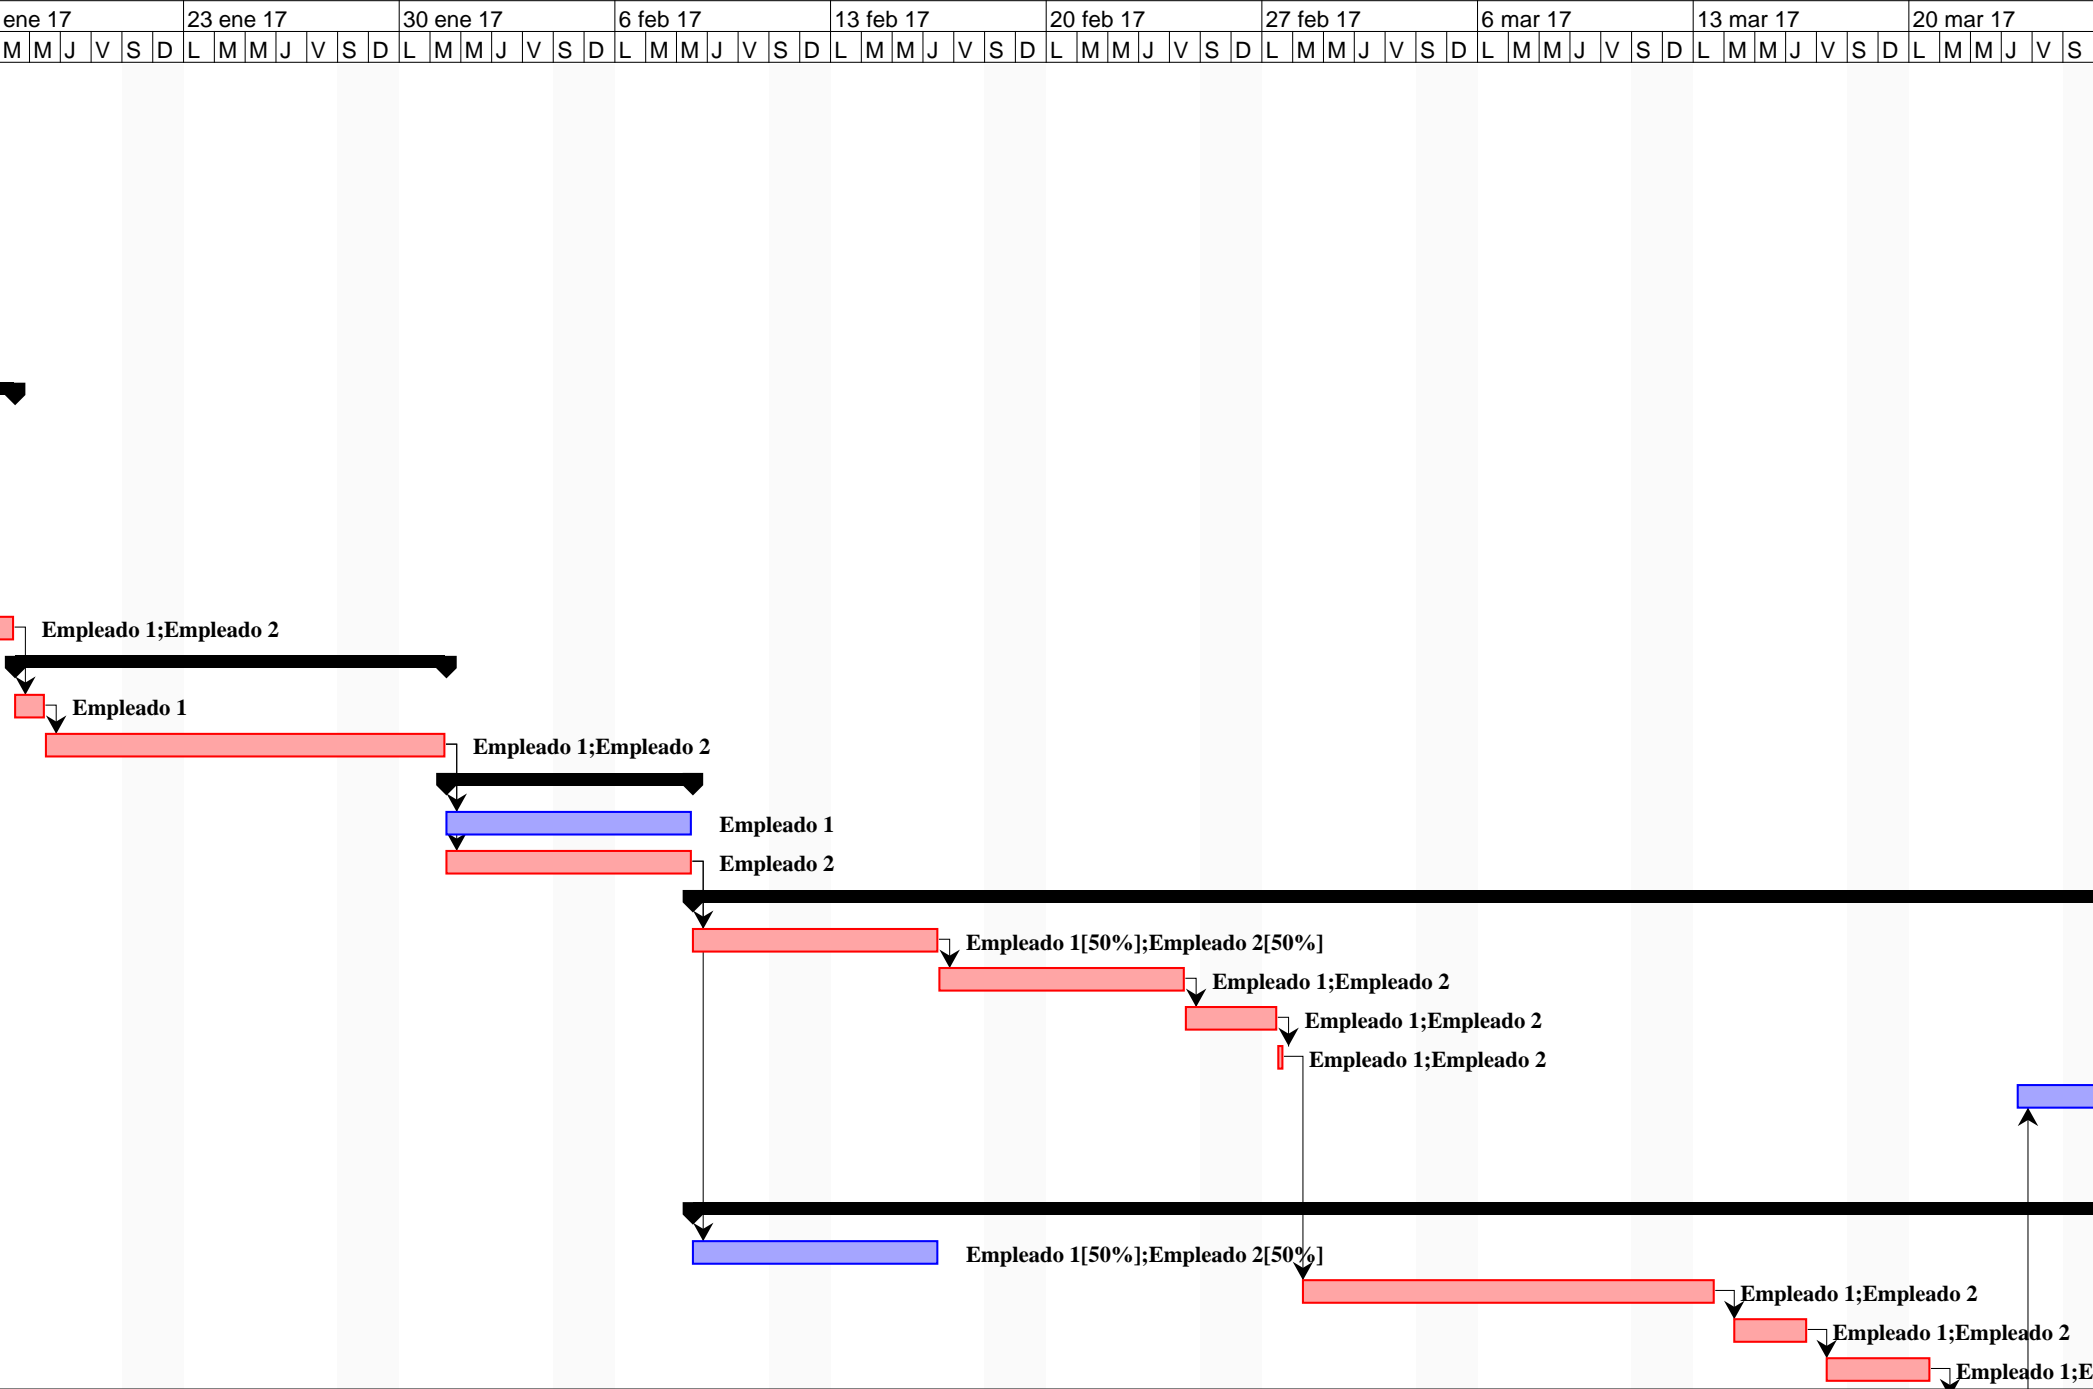 ene 17 23 ene 17 30 ene 17 6 feb 17 13 feb 17 20 feb 17 27 feb 17 6 mar 17 13 mar 17 20 mar 17
M M J V S D L M M J V S D L M M J V S D L M M J V S D L M M J V S D L M M J V S D L M M J V S D L M M J V S D L M M J V S D L M M J V S
Empleado 1;Empleado 2
Empleado 1
Empleado 1;Empleado 2
Empleado 1
Empleado 2
Empleado 1[50%];Empleado 2[50%]
Empleado 1;Empleado 2
Empleado 1;Empleado 2
Empleado 1;Empleado 2
Empleado 1[50%];Empleado 2[50%]
Empleado 1;Empleado 2
Empleado 1;Empleado 2
Empleado 1;E